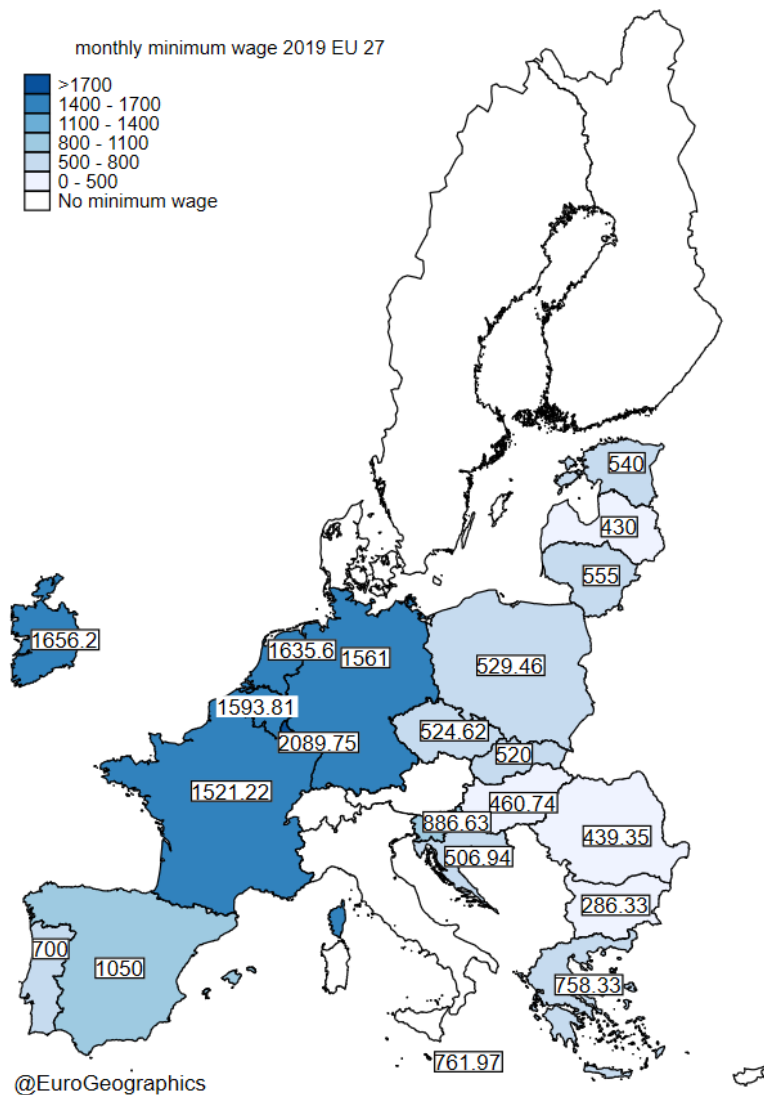 monthly minimum wage 2019 EU 27
>1700
1400 - 1700
1100 - 1400
800 - 1100
500 - 800
0 - 500
No minimum wage
540
430
555
1656.2
1635.6
1561
529.46
1593.81
2089.75
524.62
520
1521.22
460.74
886.63
439.35
506.94
286.33
700
1050
758.33
761.97
@EuroGeographics